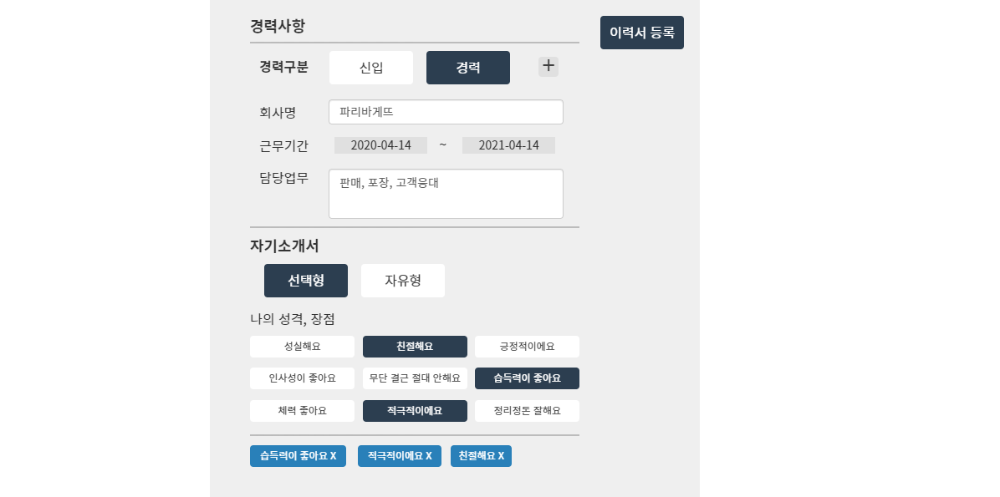 경력사항
이력서 등록
경력구분 신입 경력 +
회사명 파리바게뜨
근무기간 2020-04-14 ~ 2021-04-14
담당업무 판매, 포장, 고객응대
자기소개서
선택형 자유형
나의 성격, 장점
성실해요 친절해요 긍정적이에요
인사성이 좋아요 무단 결근 절대 안해요 습득력이 좋아요
체력 좋아요 적극적이에요 정리정돈 잘해요
습득력이 좋아요 X 적극적이에요 X 친절해요 X